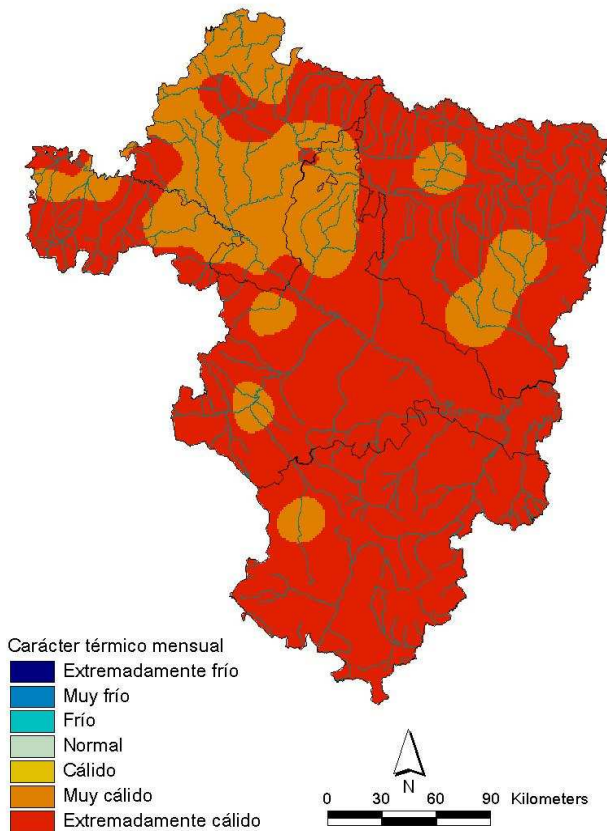 Carácter térmico mensual
Extremadamente frío
Muy frío
Frío
Normal
Cálido
Muy cálido
Extremadamente cálido
N
0 30 60 90 Kilometers